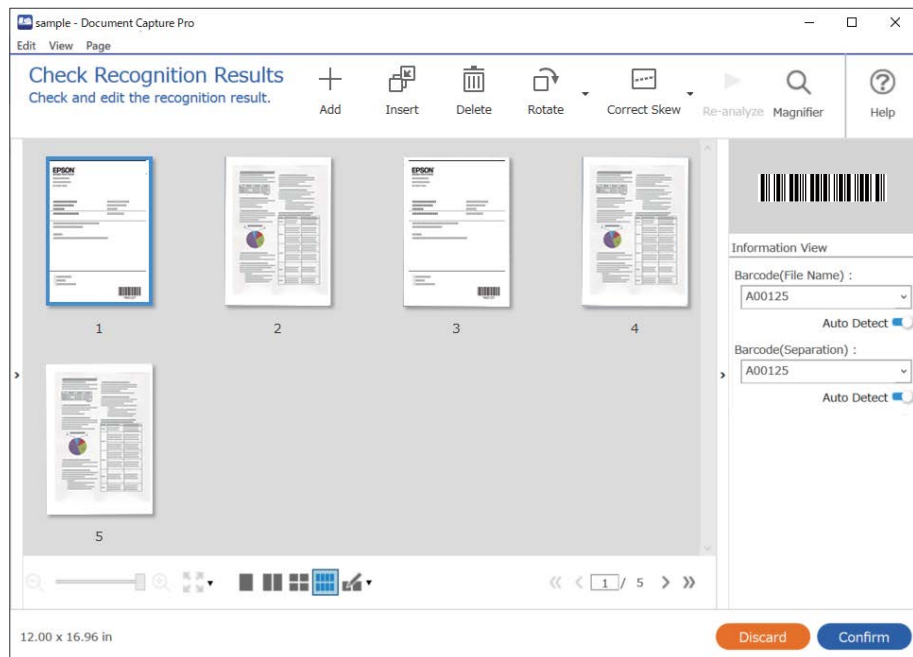 sample - Document Capture Pro
Edit View Page
Check Recognition Results
Check and edit the recognition result.
Add
Insert
Delete
Rotate
Correct Skew
Re-analyze
Magnifier
Help
EPSON
EPSON
1
2
3
4
5
Information View
Barcode(File Name) :
A00125
Auto Detect
Barcode(Separation) :
A00125
Auto Detect
1 / 5
12.00 x 16.96 in
Discard
Confirm